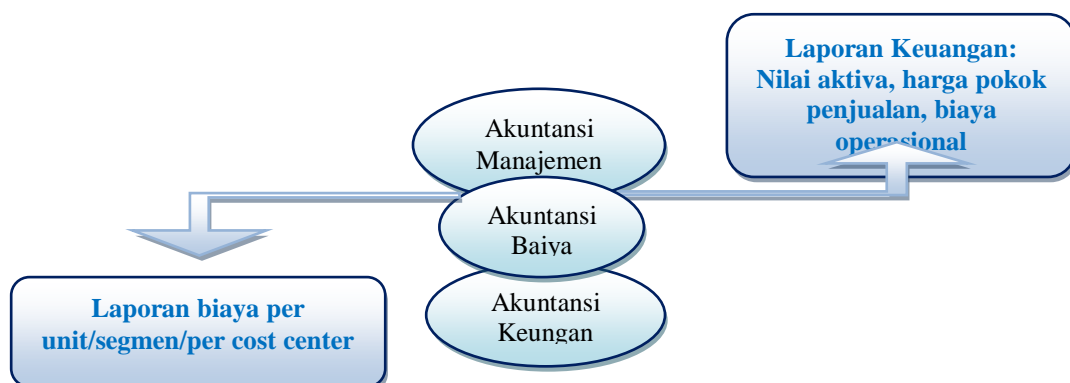 Laporan Keuangan:
Nilai aktiva, harga pokok
penjualan, biaya
operasional
Akuntansi
Manajemen
Akuntansi
Baiya
Laporan biaya per
unit/segmen/per cost center
Akuntansi
Keungan